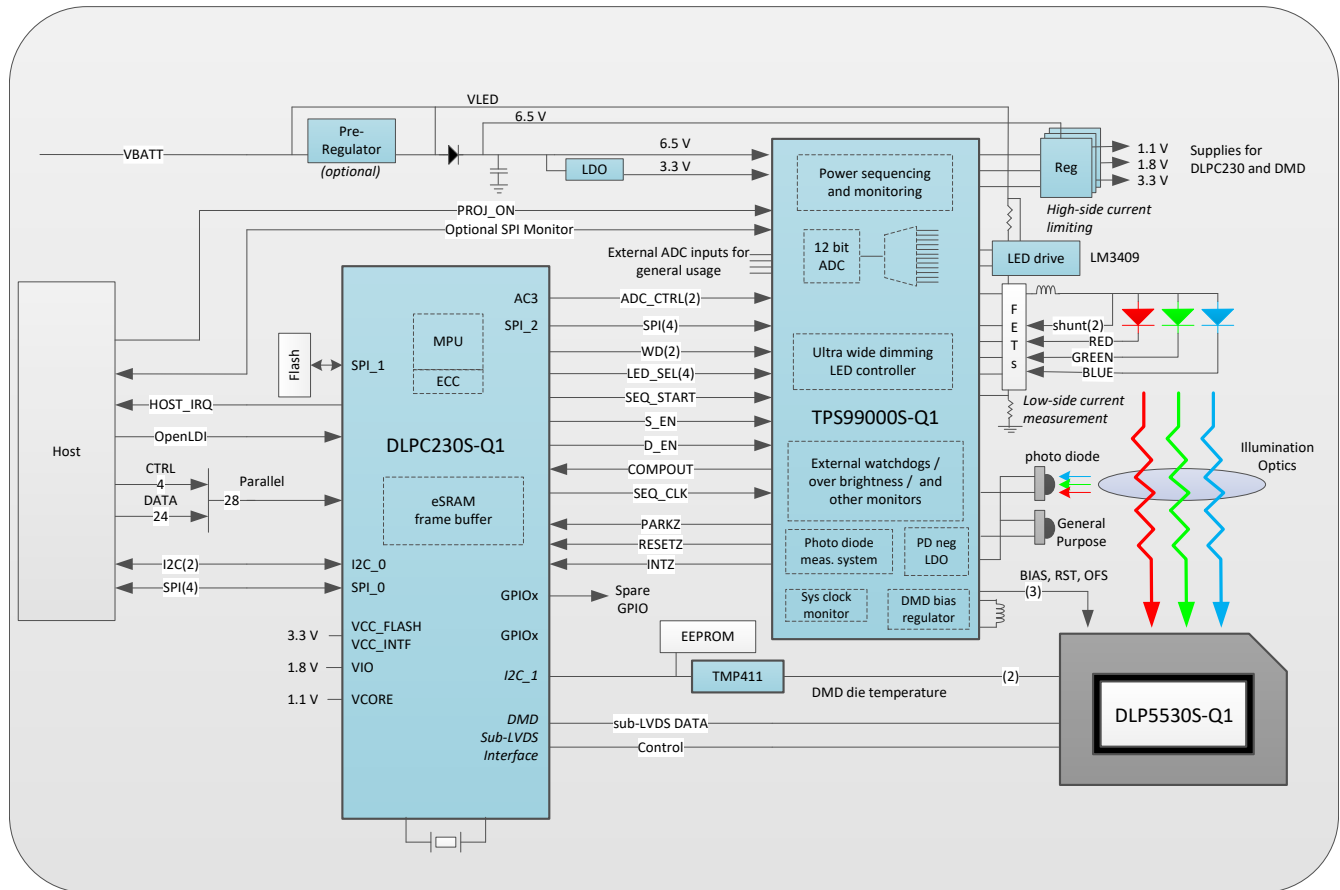 VLED
6.5 V
Pre-
Regulator
(optional)
VBATT
6.5 V
LDO
3.3 V
Power sequencing
and monitoring
Reg
1.1 V
1.8 V
3.3 V
Supplies for
DLPC230 and DMD
High-side current
limiting
PROJ_ON
Optional SPI Monitor
External ADC inputs for
general usage
12 bit
ADC
LED drive
LM3409
AC3
ADC_CTRL(2)
SPI_2
SPI(4)
MPU
ECC
WD(2)
LED_SEL(4)
SEQ_START
S_EN
D_EN
COMPOUT
SEQ_CLK
PARKZ
RESETZ
INTZ
Flash
SPI_1
DLPC230S-Q1
eSRAM
frame buffer
Ultra wide dimming
LED controller
TPS99000S-Q1
External watchdogs /
over brightness / and
other monitors
Photo diode
meas. system
PD neg
LDO
Sys clock
monitor
DMD bias
regulator
F
E
T
s
shunt(2)
RED
GREEN
BLUE
Low-side current
measurement
photo diode
Illumination
Optics
General
Purpose
BIAS, RST, OFS
(3)
Host
HOST_IRQ
OpenLDI
CTRL
4
DATA
24
Parallel
28
I2C(2)
I2C_0
SPI(4)
SPI_0
GPIOx
Spare
GPIO
3.3 V
VCC_FLASH
VCC_INTF
GPIOx
1.8 V
VIO
1.1 V
VCORE
I2C_1
EEPROM
TMP411
DMD die temperature
(2)
DMD
Sub-LVDS
Interface
sub-LVDS DATA
Control
DLP5530S-Q1